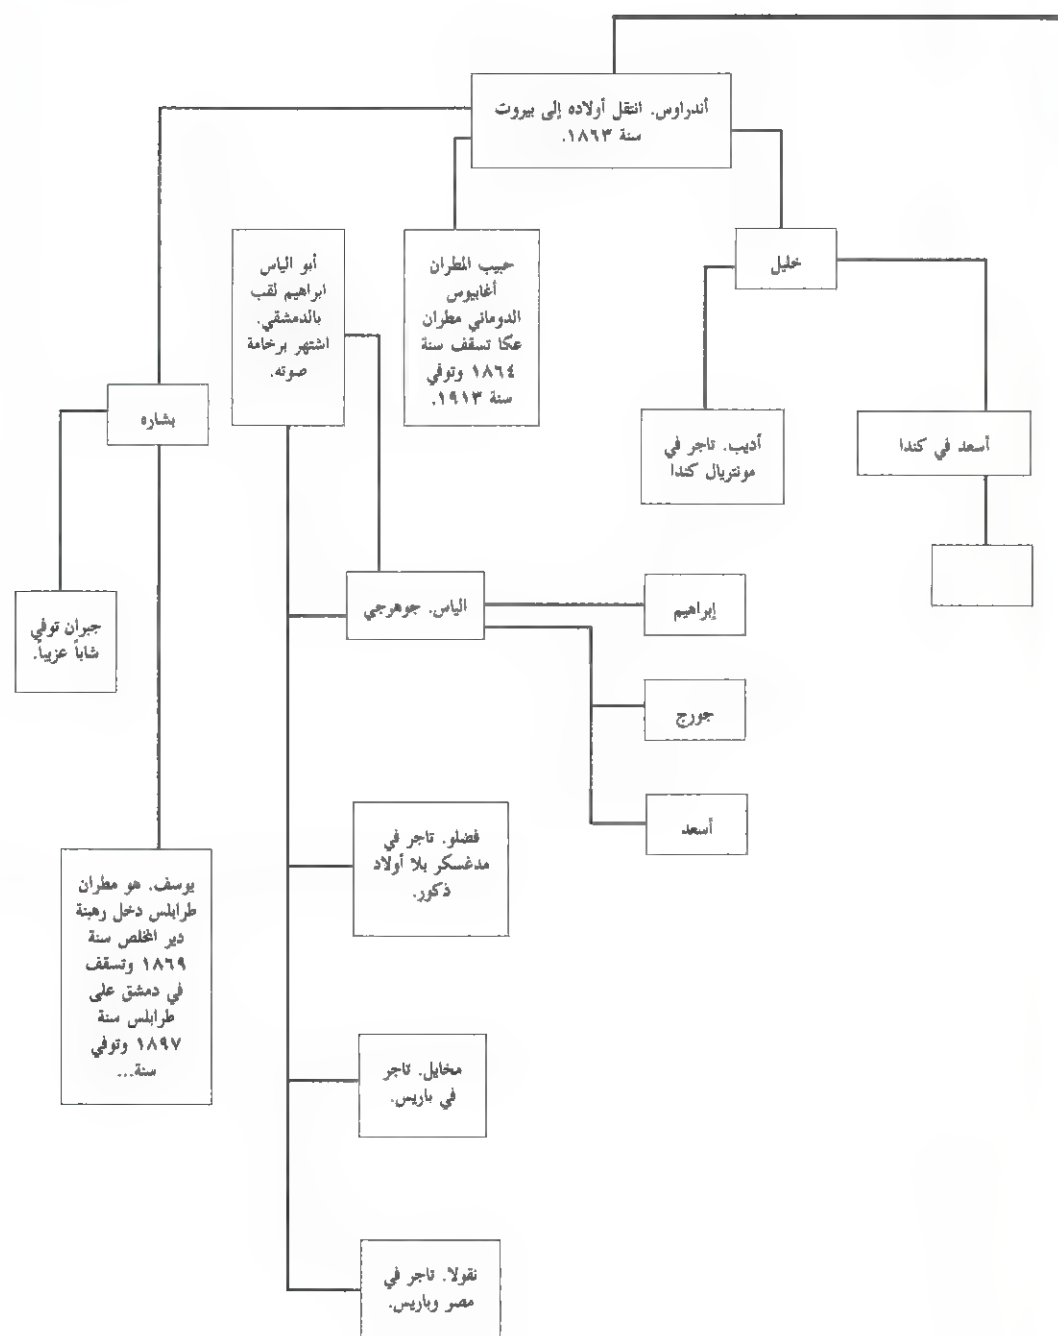 أندراوس. انتقل أولاده إلى بيروت
سنة ١٨٦٣.
خليل
حبيب المطران
أغابيوس
الدوماني مطران
عكا تسقف سنة
١٨٦٤ وتوفي
سنة ١٩١٣.
أبو الياس
ابراهيم لقب
بالدمشقي.
اشتهر برخامة
صوته.
بشاره
أسعد في كندا
أديب. تاجر في
مونتريال كندا
الياس. جوهرجي
إبراهيم
جورج
أسعد
جبران توفي
شاباً عزيباً.
فضلو. تاجر في
مدغسكر بلا أولاد
ذكور.
يوسف. هو مطران
طرابلس دخل رهبنة
دير المخلص سنة
١٨٦٩ وتسقف
في دمشق على
طرابلس سنة
١٨٩٧ وتوفي
سنة...
مخايل. تاجر
في باريس.
نقولا. تاجر في
مصر وباريس.